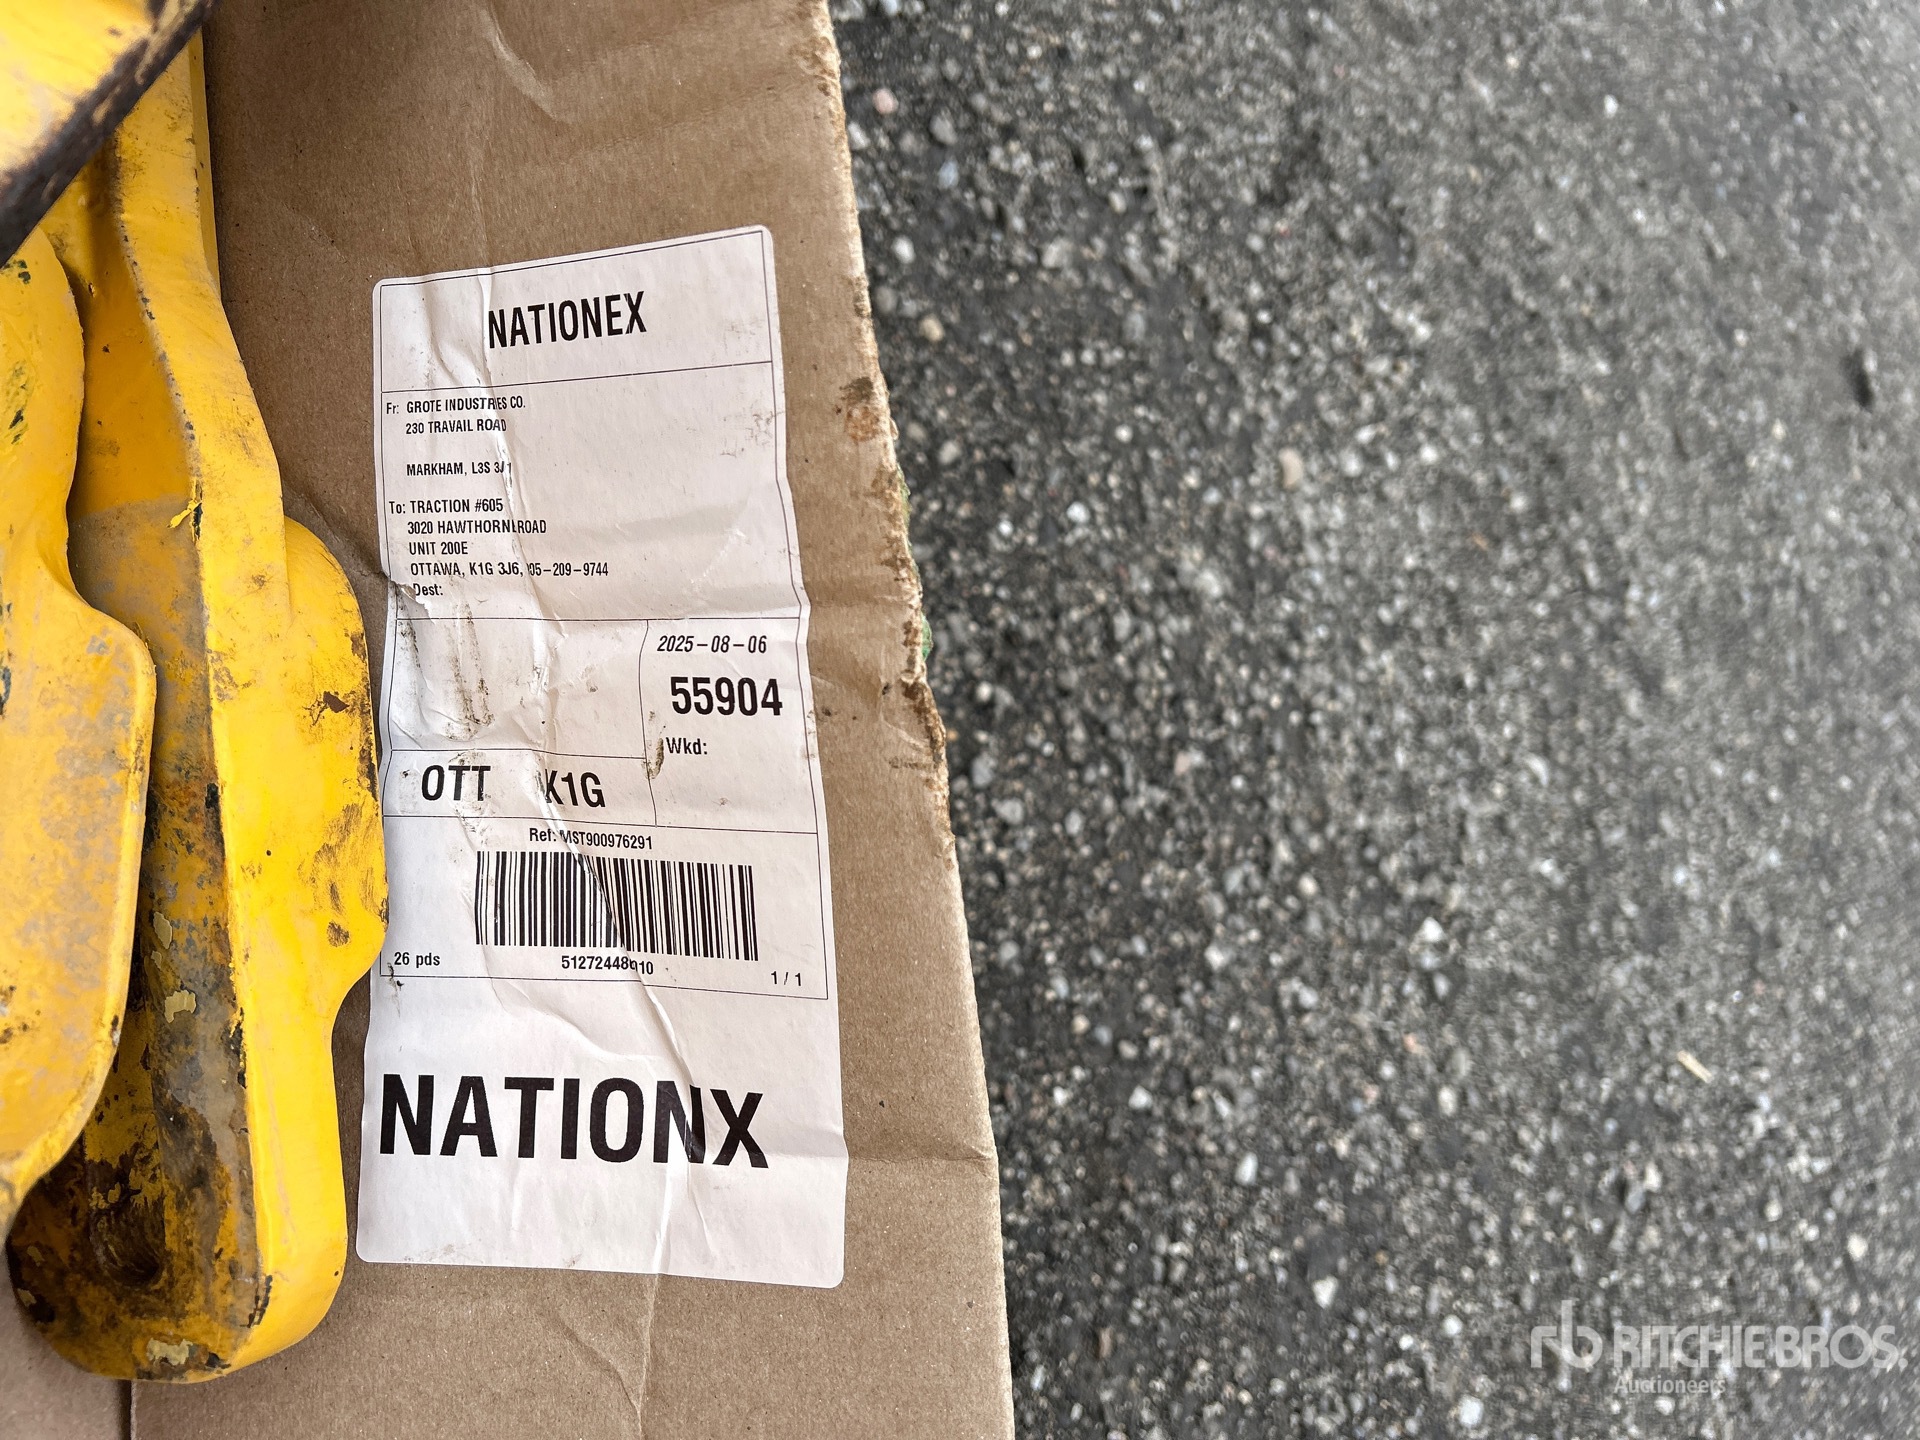 NATIONEX
Fr: GROTE INDUSTRIES CO.
230 TRAVAIL ROAD
MARKHAM, L3S
To: TRACTION #605
3020 HAWTHORN ROAD
UNIT 200E
OTTAWA, K1G 3J6, 05-209-9744
Dest:
2025-08-06
55904
Wkd:
OTT K1G
Ref: MST900976291
26 pds
1 / 1
NATIONX
rb RITCHIE BROS.
Auctioneers